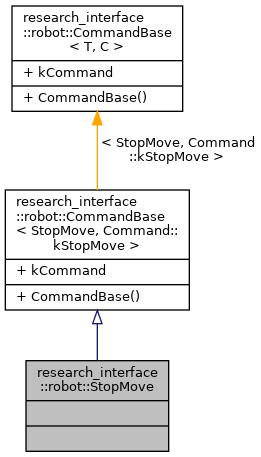 research_interface
::robot::CommandBase
< T, C >
+ kCommand
+ CommandBase()
< StopMove, Command
::kStopMove >
research_interface
::robot::CommandBase
< StopMove, Command::
kStopMove >
+ kCommand
+ CommandBase()
research_interface
::robot::StopMove